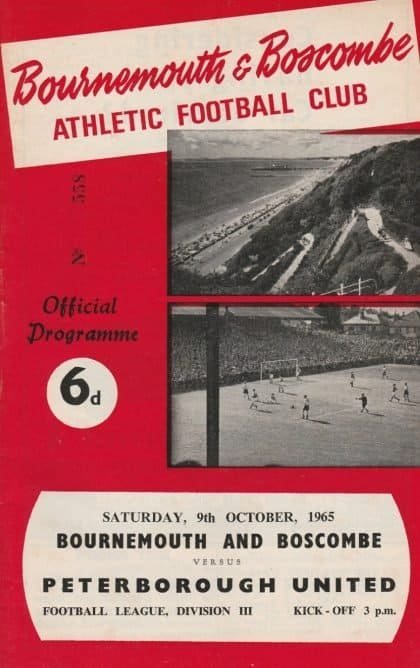 Bournemouth & Boscombe
ATHLETIC FOOTBALL CLUB
№ 558
Official
Programme
6d
SATURDAY, 9th OCTOBER, 1965
BOURNEMOUTH AND BOSCOMBE
VERSUS
PETERBOROUGH UNITED
FOOTBALL LEAGUE, DIVISION III KICK-OFF 3 p.m.